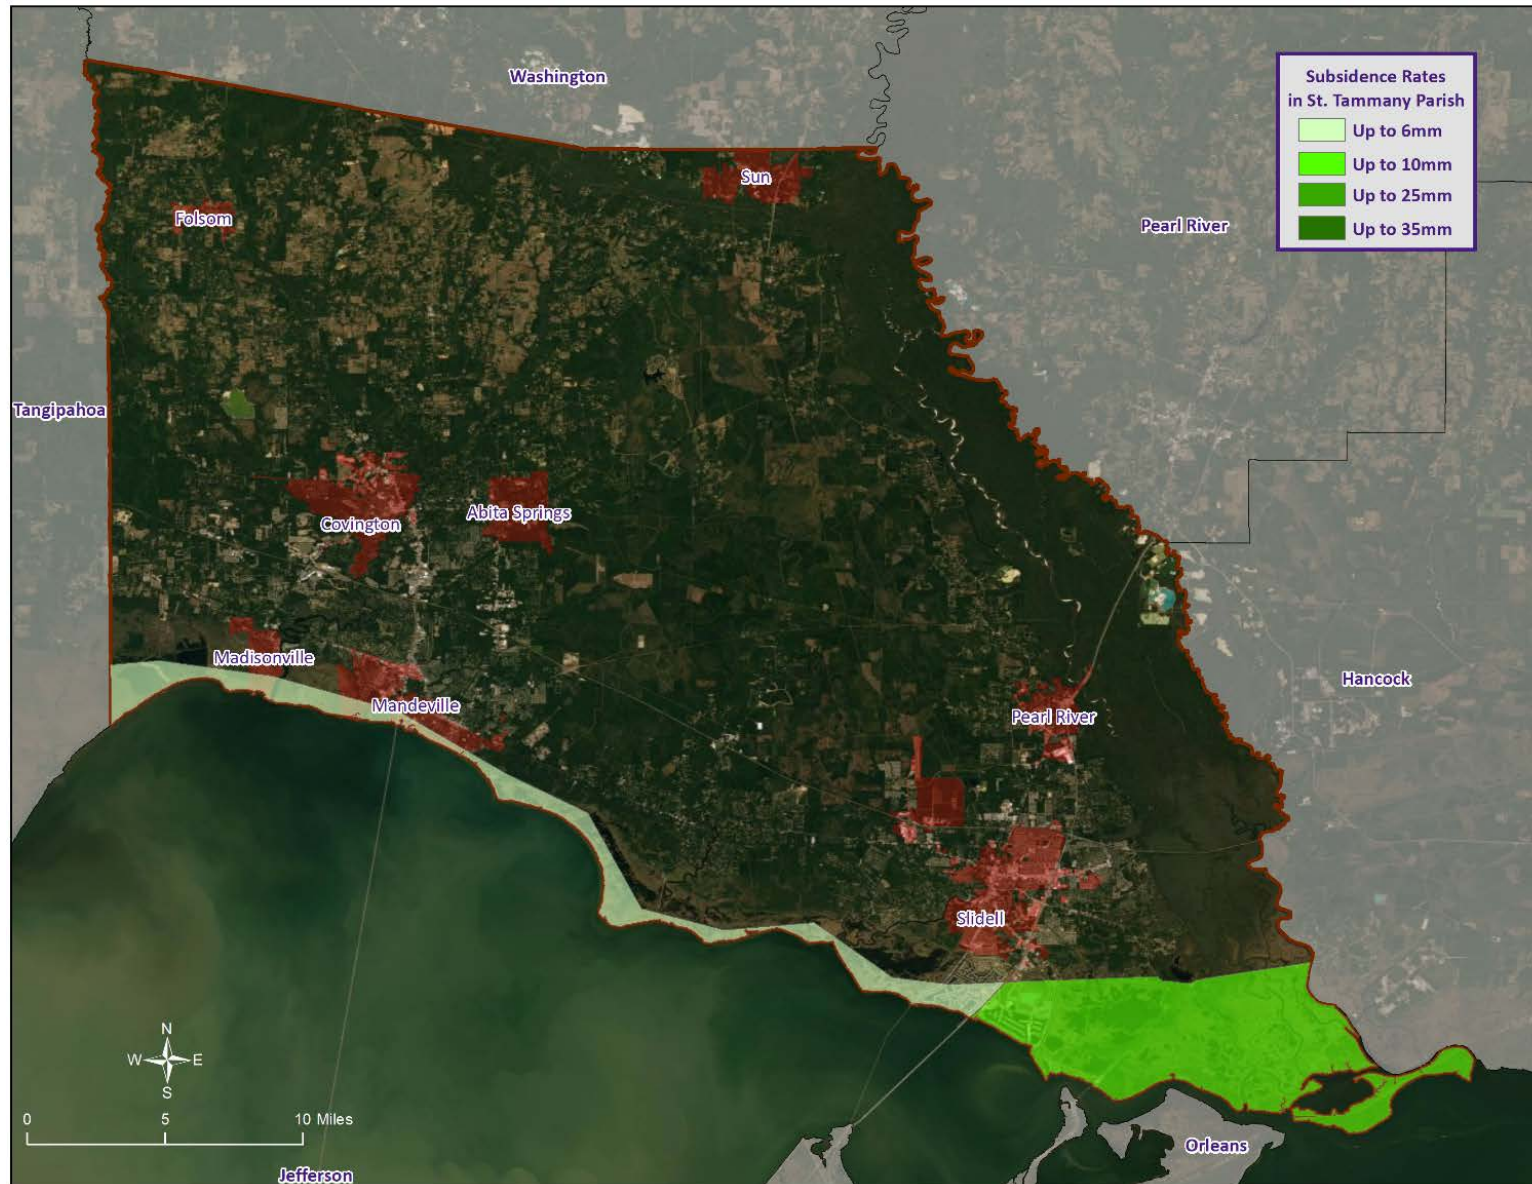 Washington
Subsidence Rates
in St. Tammany Parish
Up to 6mm
Up to 10mm
Up to 25mm
Up to 35mm
Sun
Folsom
Pearl River
Tangipahoa
Covington
Abita Springs
Madisonville
Mandeville
Hancock
Pearl River
Slidell
N
W E
S
0 5 10 Miles
Orleans
Jefferson